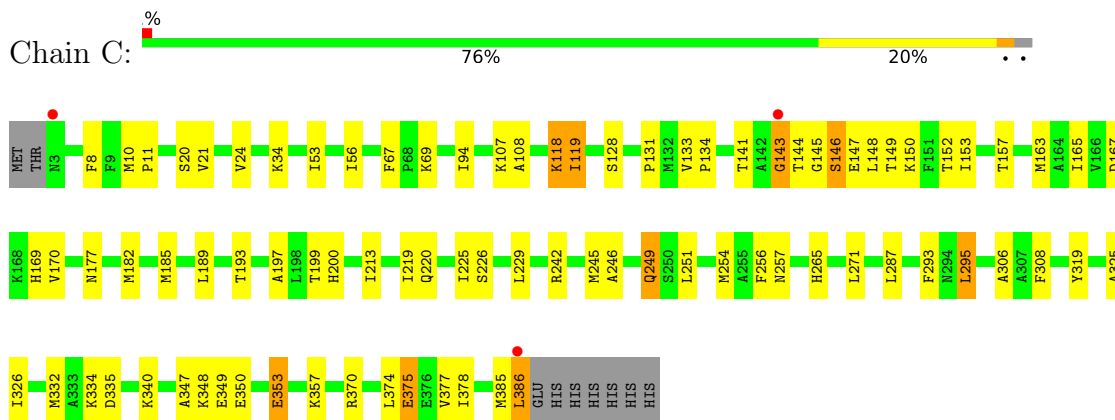 .%
Chain C:
76% 20% • •
MET THR N3 F8 F9 M10 P11 S20 V21 V24 K34 I53 I56 F67 P68 K69 I94 K107 A108 K118 I119 S128 P131 M132 V133 P134 T141 A142 G143 T144 G145 S146 E147 L148 T149 K150 F151 T152 I153 T157 M163 A164 I165 V166
K168 H169 V170 N177 M182 M185 L189 T193 A197 L198 T199 H200 I213 I219 Q220 I225 S226 L229 R242 M245 A246 Q249 S250 L251 M254 A255 F256 N257 H265 L271 L287 F293 N294 L295 A306 A307 F308 Y319
I326 M332 A333 K334 D335 K340 A347 K348 E349 E350 E353 K357 R370 L374 E375 E376 V377 I378 M385 L386 GLU HIS HIS HIS HIS HIS HIS